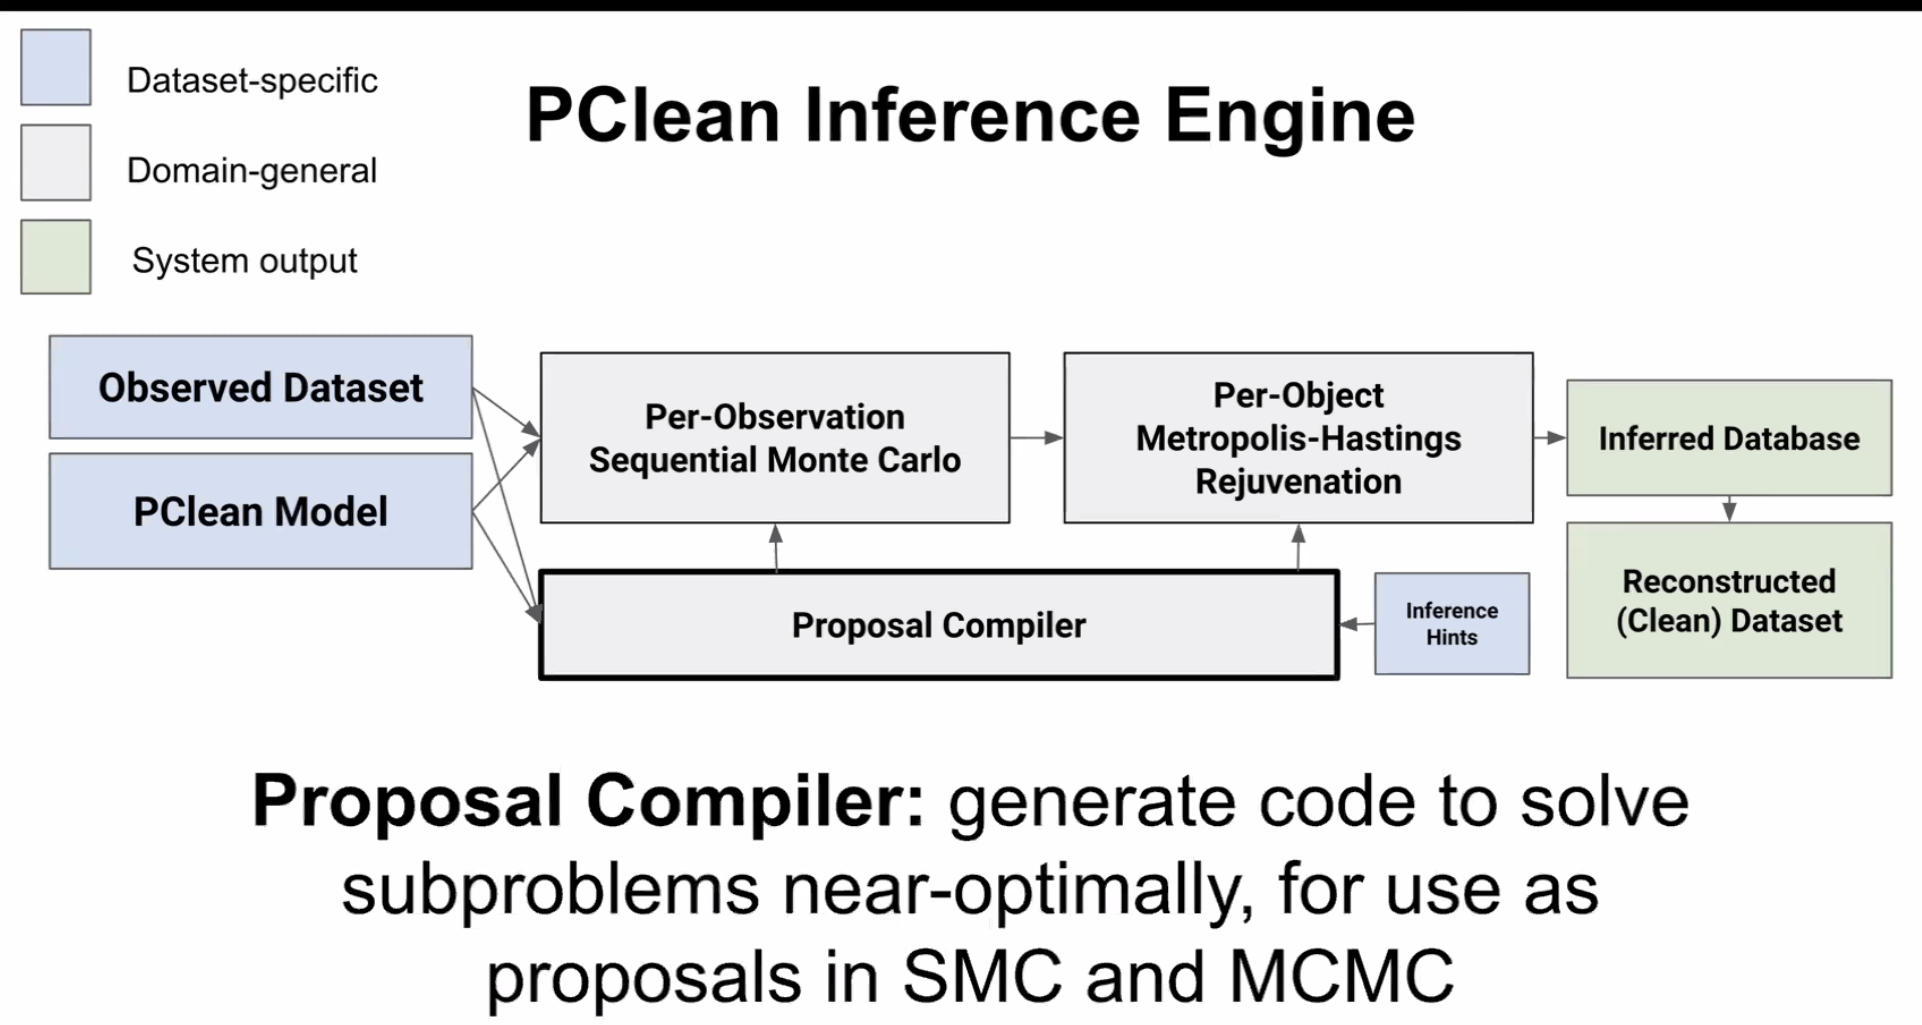 Dataset-specific
Domain-general
System output
PClean Inference Engine
Observed Dataset
PClean Model
Per-Observation
Sequential Monte Carlo
Per-Object
Metropolis-Hastings
Rejuvenation
Inferred Database
Proposal Compiler
Inference
Hints
Reconstructed
(Clean) Dataset
Proposal Compiler: generate code to solve
subproblems near-optimally, for use as
proposals in SMC and MCMC